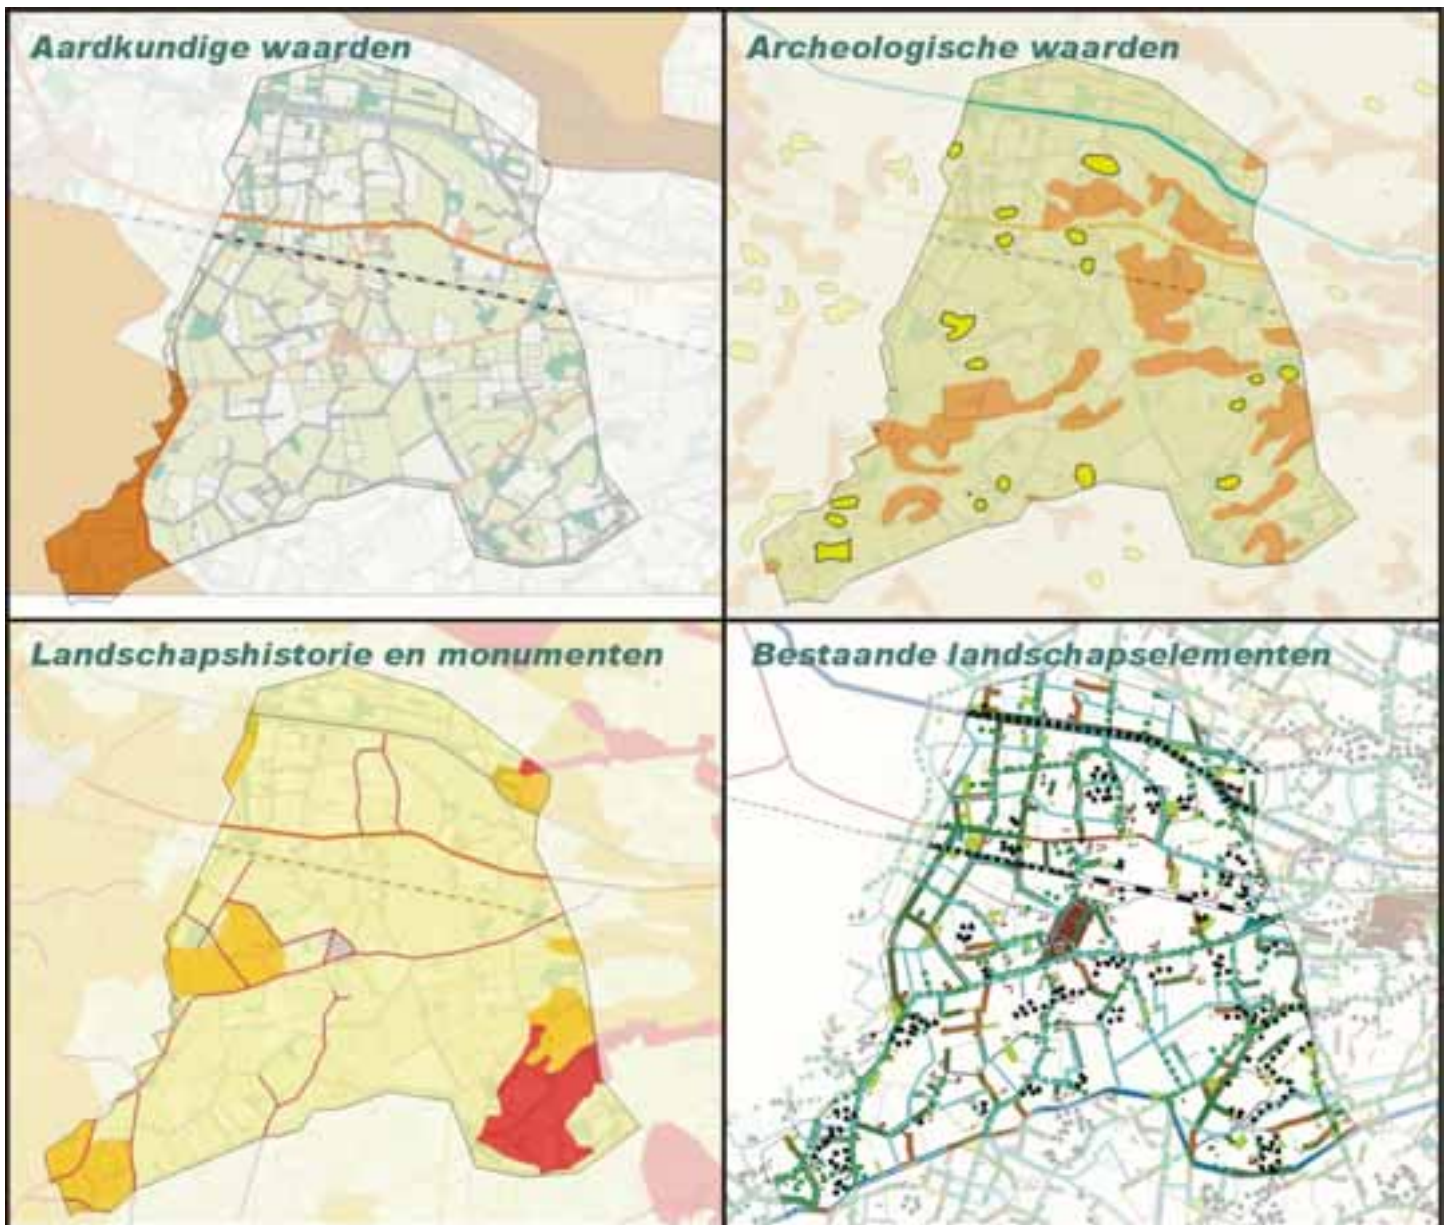 Aardkundige waarden
Archeologische waarden
Landschapshistorie en monumenten
Bestaande landschapselementen